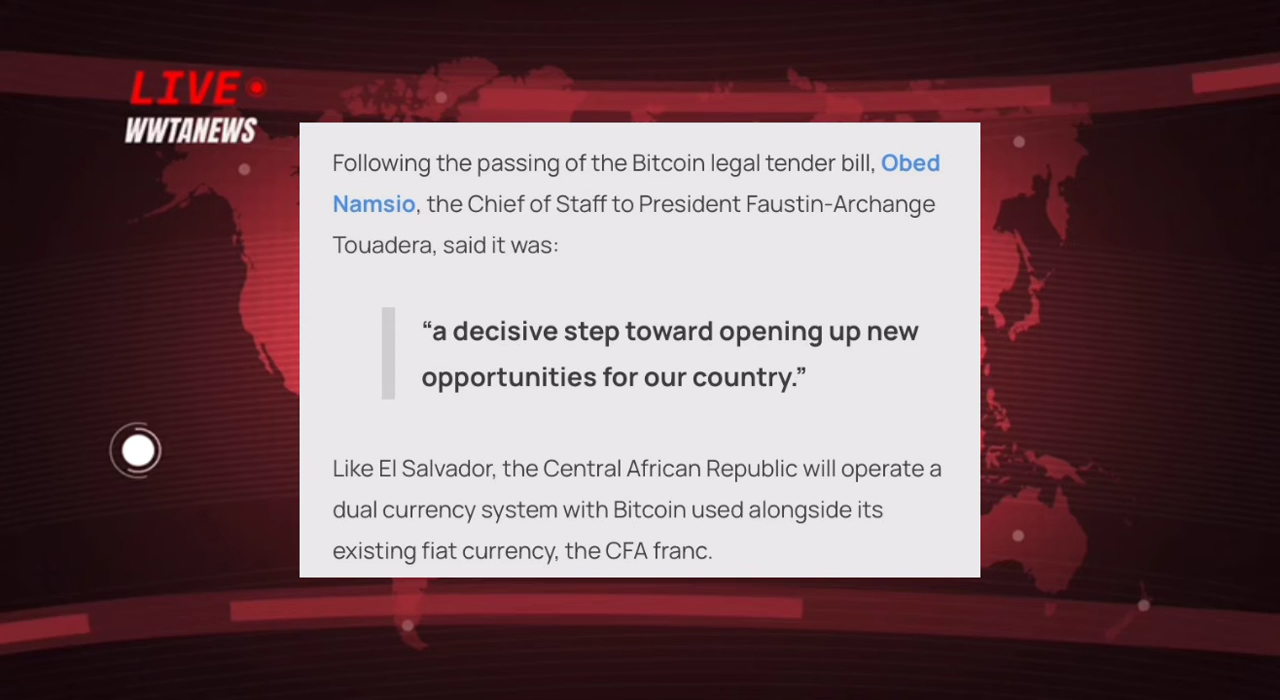 LIVE
WWTANEWS
Following the passing of the Bitcoin legal tender bill, Obed
Namsio, the Chief of Staff to President Faustin-Archange
Touadera, said it was:
“a decisive step toward opening up new
opportunities for our country.”
Like El Salvador, the Central African Republic will operate a
dual currency system with Bitcoin used alongside its
existing fiat currency, the CFA franc.